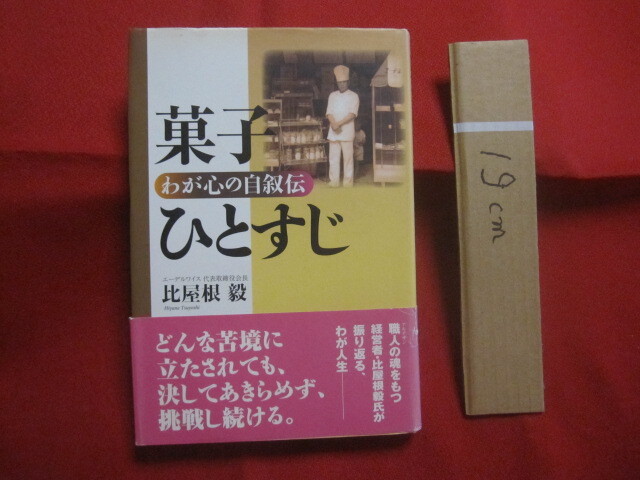 菓子
わが心の自叙伝
ひとすじ
エーデルワイス 代表取締役会長
比屋根 毅
Hiyane Tsuyoshi
どんな苦境に
立たされても、
決してあきらめず、
挑戦し続ける。
職人の魂をもつ
経営者・比屋根毅氏が
振り返る、
わが人生――
19cm